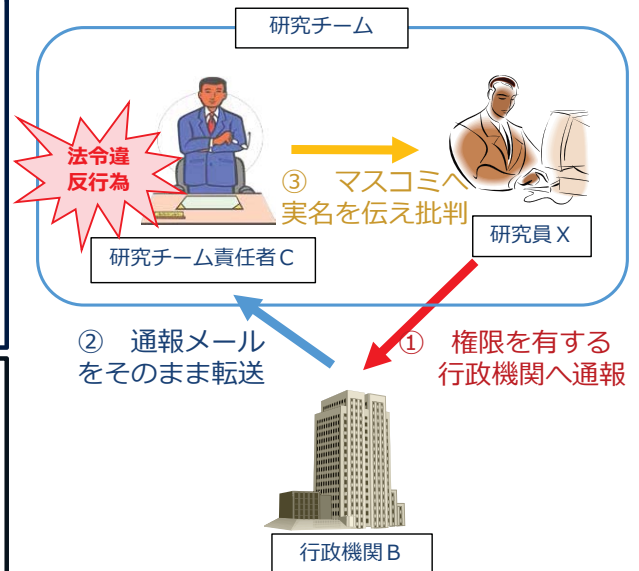 研究チーム
法令違
反行為
③ マスコミへ
実名を伝え批判
研究員X
研究チーム責任者C
② 通報メール
をそのまま転送
① 権限を有する
行政機関へ通報
行政機関B